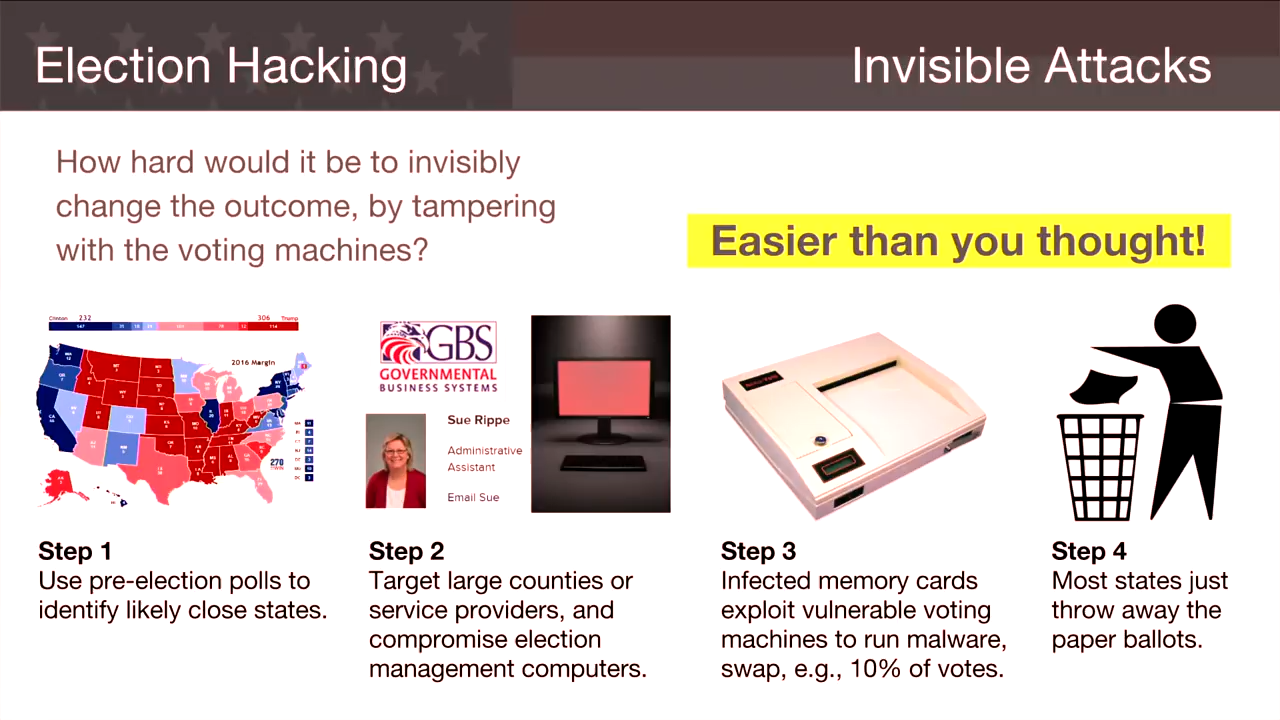 Election Hacking
Invisible Attacks
How hard would it be to invisibly
change the outcome, by tampering
with the voting machines?
Easier than you thought!
Clinton 232
306 Trump
2016 Margin
270
TOWIN
GBS
GOVERNMENTAL
BUSINESS SYSTEMS
Sue Rippe
Administrative
Assistant
Email Sue
Step 1
Use pre-election polls to
identify likely close states.
Step 2
Target large counties or
service providers, and
compromise election
management computers.
Step 3
Infected memory cards
exploit vulnerable voting
machines to run malware,
swap, e.g., 10% of votes.
Step 4
Most states just
throw away the
paper ballots.